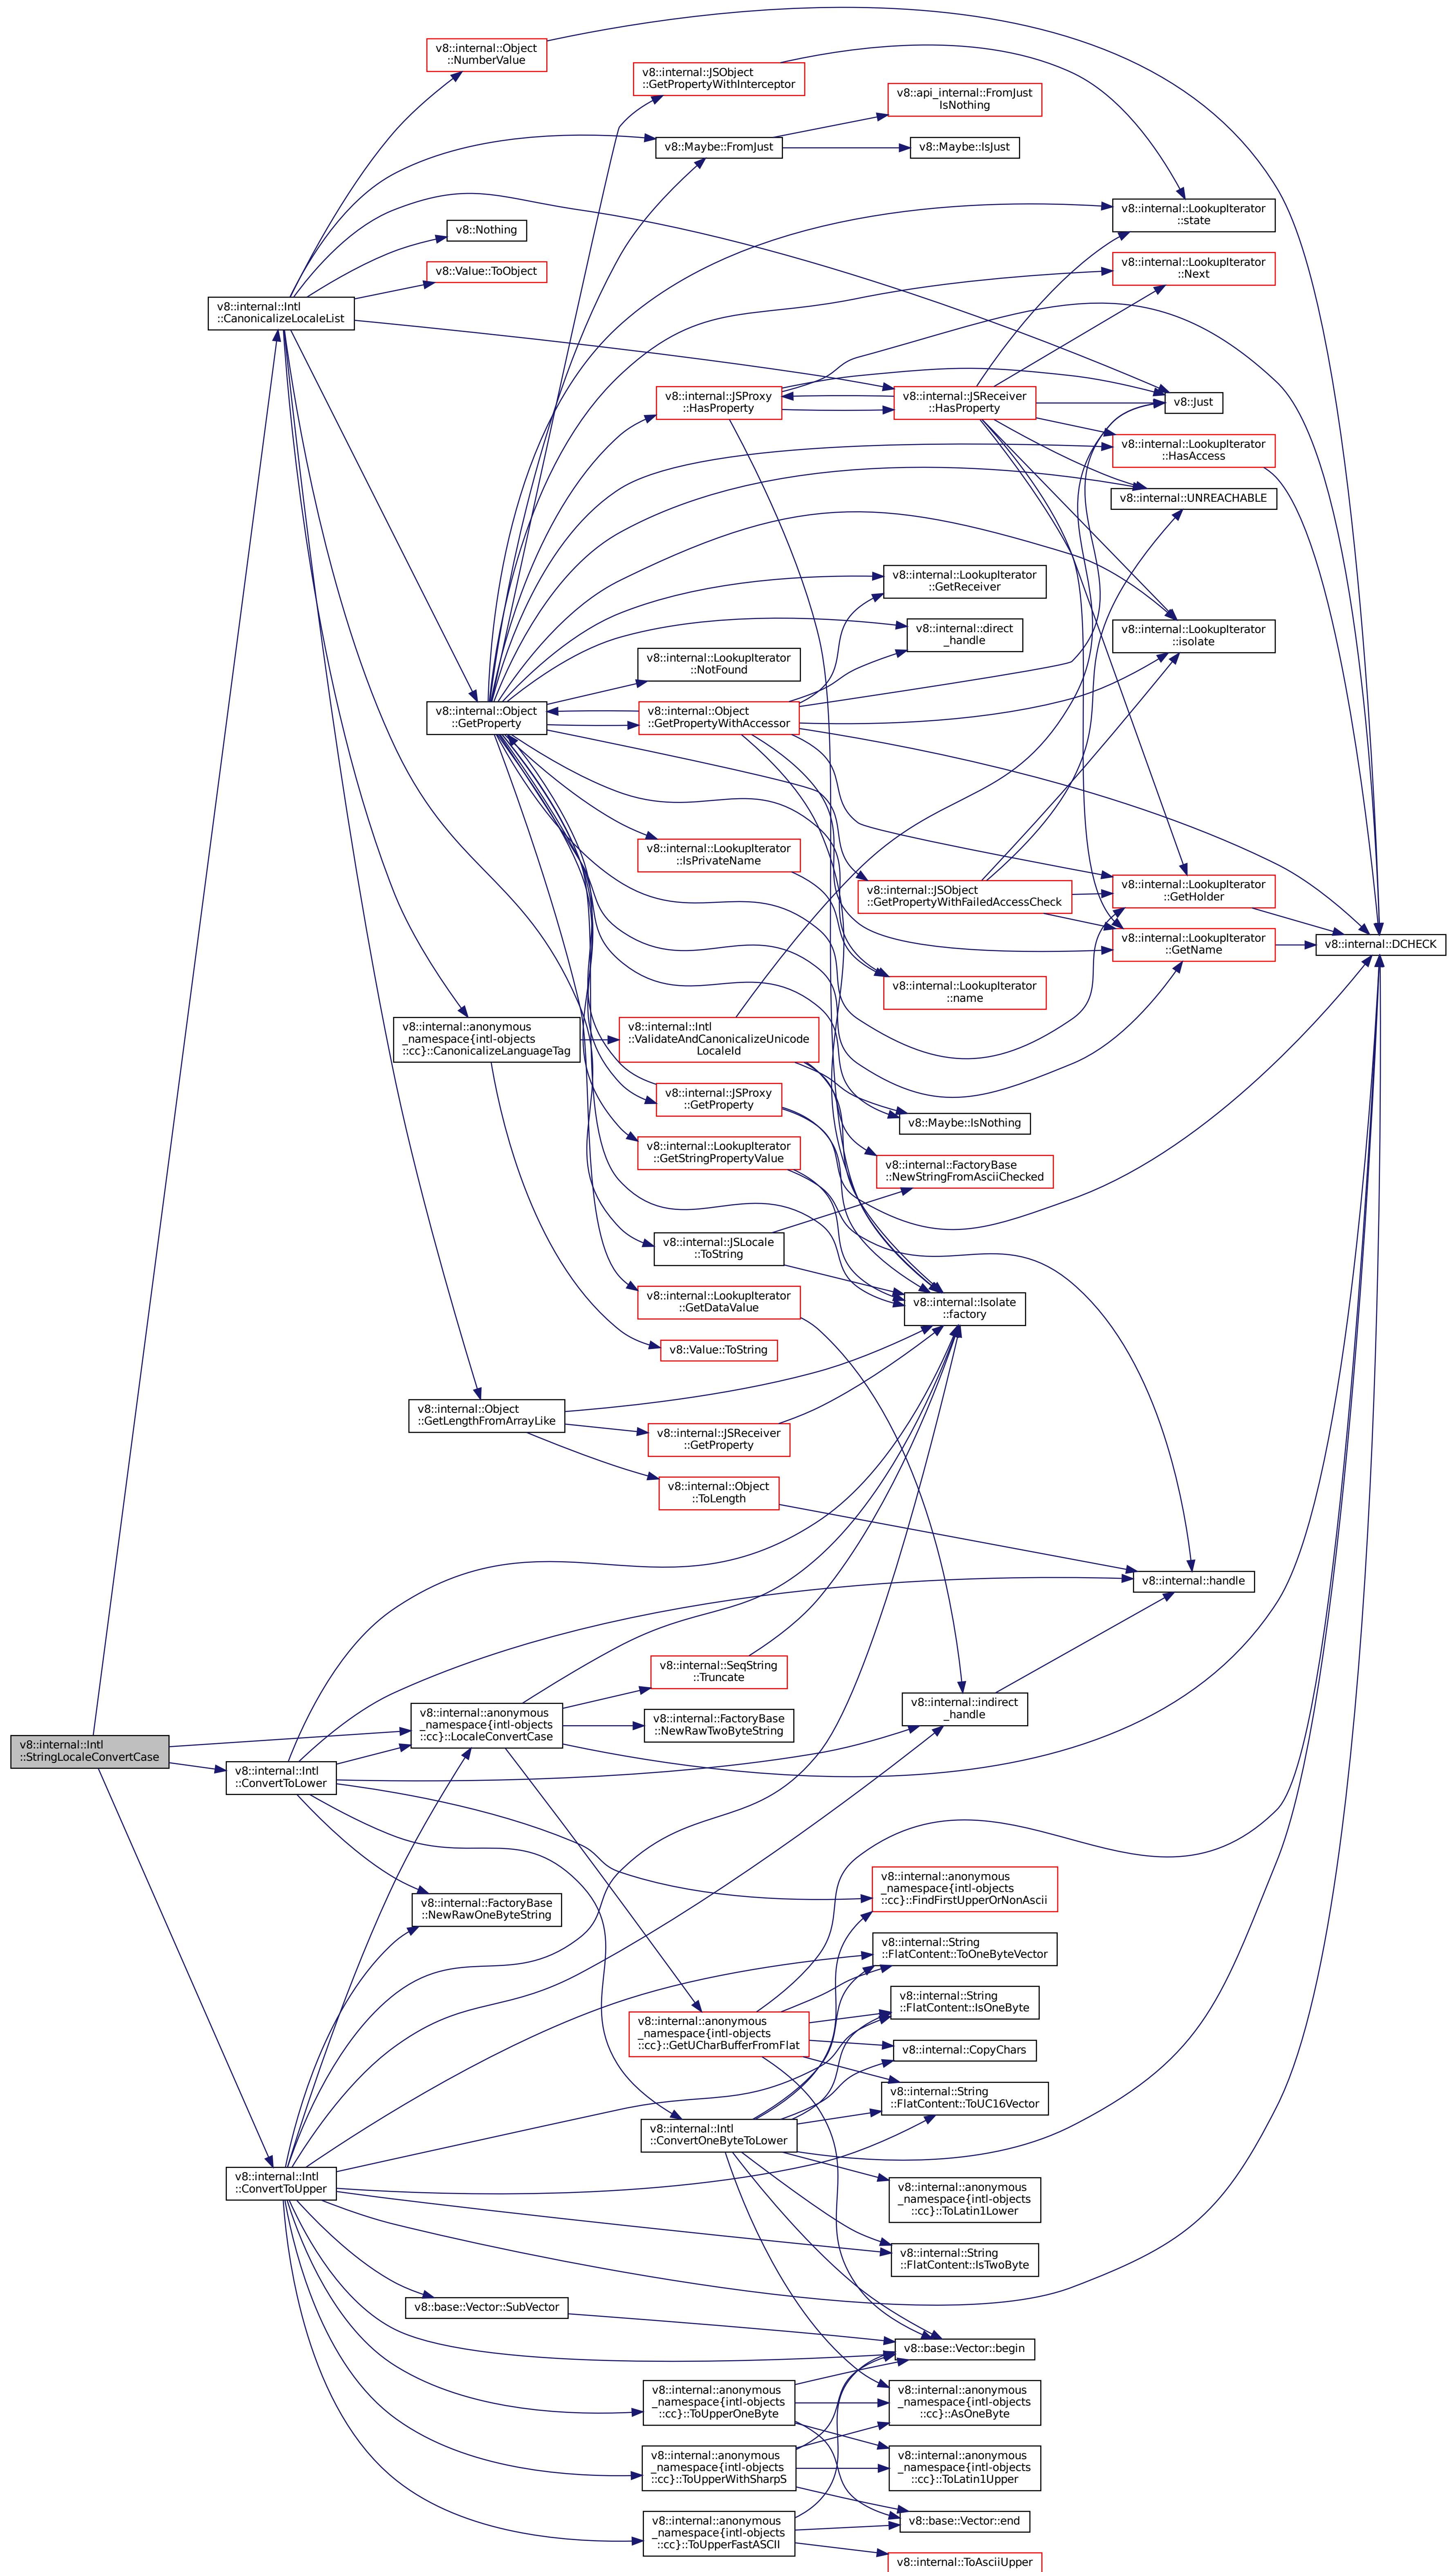 v8::internal::Object
::NumberValue
v8::internal::JSObject
::GetPropertyWithInterceptor
v8::api_internal::FromJust
IsNothing
v8::Maybe::FromJust
v8::Maybe::IsJust
v8::internal::LookupIterator
::state
v8::Nothing
v8::Value::ToObject
v8::internal::LookupIterator
::Next
v8::internal::Intl
::CanonicalizeLocaleList
v8::internal::JSProxy
::HasProperty
v8::internal::JSReceiver
::HasProperty
v8::Just
v8::internal::LookupIterator
::HasAccess
v8::internal::UNREACHABLE
v8::internal::LookupIterator
::GetReceiver
v8::internal::direct
_handle
v8::internal::LookupIterator
::isolate
v8::internal::LookupIterator
::NotFound
v8::internal::Object
::GetProperty
v8::internal::Object
::GetPropertyWithAccessor
v8::internal::LookupIterator
::IsPrivateName
v8::internal::JSObject
::GetPropertyWithFailedAccessCheck
v8::internal::LookupIterator
::GetHolder
v8::internal::LookupIterator
::GetName
v8::internal::DCHECK
v8::internal::LookupIterator
::name
v8::internal::anonymous
_namespace{intl-objects
::cc}::CanonicalizeLanguageTag
v8::internal::Intl
::ValidateAndCanonicalizeUnicode
LocaleId
v8::internal::JSProxy
::GetProperty
v8::Maybe::IsNothing
v8::internal::LookupIterator
::GetStringPropertyValue
v8::internal::FactoryBase
::NewStringFromAsciiChecked
v8::internal::JSLocale
::ToString
v8::internal::LookupIterator
::GetDataValue
v8::internal::Isolate
::factory
v8::Value::ToString
v8::internal::Object
::GetLengthFromArrayLike
v8::internal::JSReceiver
::GetProperty
v8::internal::Object
::ToLength
v8::internal::handle
v8::internal::SeqString
::Truncate
v8::internal::indirect
_handle
v8::internal::anonymous
_namespace{intl-objects
::cc}::LocaleConvertCase
v8::internal::FactoryBase
::NewRawTwoByteString
v8::internal::Intl
::StringLocaleConvertCase
v8::internal::Intl
::ConvertToLower
v8::internal::FactoryBase
::NewRawOneByteString
v8::internal::anonymous
_namespace{intl-objects
::cc}::FindFirstUpperOrNonAscii
v8::internal::String
::FlatContent::ToOneByteVector
v8::internal::String
::FlatContent::IsOneByte
v8::internal::anonymous
_namespace{intl-objects
::cc}::GetUCharBufferFromFlat
v8::internal::CopyChars
v8::internal::String
::FlatContent::ToUC16Vector
v8::internal::Intl
::ConvertOneByteToLower
v8::internal::Intl
::ConvertToUpper
v8::internal::anonymous
_namespace{intl-objects
::cc}::ToLatin1Lower
v8::internal::String
::FlatContent::IsTwoByte
v8::base::Vector::SubVector
v8::base::Vector::begin
v8::internal::anonymous
_namespace{intl-objects
::cc}::ToUpperOneByte
v8::internal::anonymous
_namespace{intl-objects
::cc}::AsOneByte
v8::internal::anonymous
_namespace{intl-objects
::cc}::ToUpperWithSharpS
v8::internal::anonymous
_namespace{intl-objects
::cc}::ToLatin1Upper
v8::internal::anonymous
_namespace{intl-objects
::cc}::ToUpperFastASCII
v8::base::Vector::end
v8::internal::ToAsciiUpper